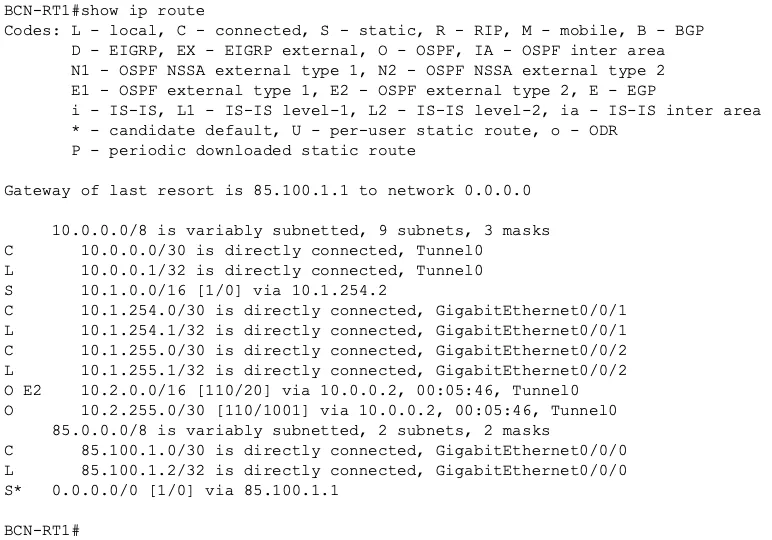 BCN-RT1#show ip route
Codes: L - local, C - connected, S - static, R - RIP, M - mobile, B - BGP
       D - EIGRP, EX - EIGRP external, O - OSPF, IA - OSPF inter area
       N1 - OSPF NSSA external type 1, N2 - OSPF NSSA external type 2
       E1 - OSPF external type 1, E2 - OSPF external type 2, E - EGP
       i - IS-IS, L1 - IS-IS level-1, L2 - IS-IS level-2, ia - IS-IS inter area
       * - candidate default, U - per-user static route, o - ODR
       P - periodic downloaded static route

Gateway of last resort is 85.100.1.1 to network 0.0.0.0

     10.0.0.0/8 is variably subnetted, 9 subnets, 3 masks
C       10.0.0.0/30 is directly connected, Tunnel0
L       10.0.0.1/32 is directly connected, Tunnel0
S       10.1.0.0/16 [1/0] via 10.1.254.2
C       10.1.254.0/30 is directly connected, GigabitEthernet0/0/1
L       10.1.254.1/32 is directly connected, GigabitEthernet0/0/1
C       10.1.255.0/30 is directly connected, GigabitEthernet0/0/2
L       10.1.255.1/32 is directly connected, GigabitEthernet0/0/2
O E2    10.2.0.0/16 [110/20] via 10.0.0.2, 00:05:46, Tunnel0
O       10.2.255.0/30 [110/1001] via 10.0.0.2, 00:05:46, Tunnel0
     85.0.0.0/8 is variably subnetted, 2 subnets, 2 masks
C       85.100.1.0/30 is directly connected, GigabitEthernet0/0/0
L       85.100.1.2/32 is directly connected, GigabitEthernet0/0/0
S*   0.0.0.0/0 [1/0] via 85.100.1.1

BCN-RT1#